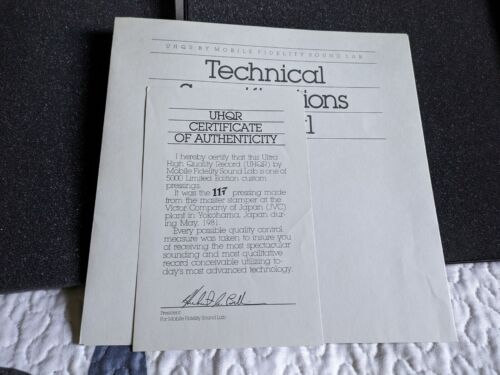 UHQR BY MOBILE FIDELITY SOUND LAB
Technical
UHQR
CERTIFICATE
OF AUTHENTICITY
I hereby certify that this Ultra
High Quality Record (UHQR) by
Mobile Fidelity Sound Lab is one of
5000 Limited Edition custom
pressings.
It was the 117 pressing made
from the master stamper at the
Victor Company of Japan (JVC)
plant in Yokohama, Japan dur-
ing May, 1981.
Every possible quality control
measure was taken to insure you
of receiving the most spectacular
sounding and most qualitative
record conceivable utilizing to-
day's most advanced technology.
President
For Mobile Fidelity Sound Lab